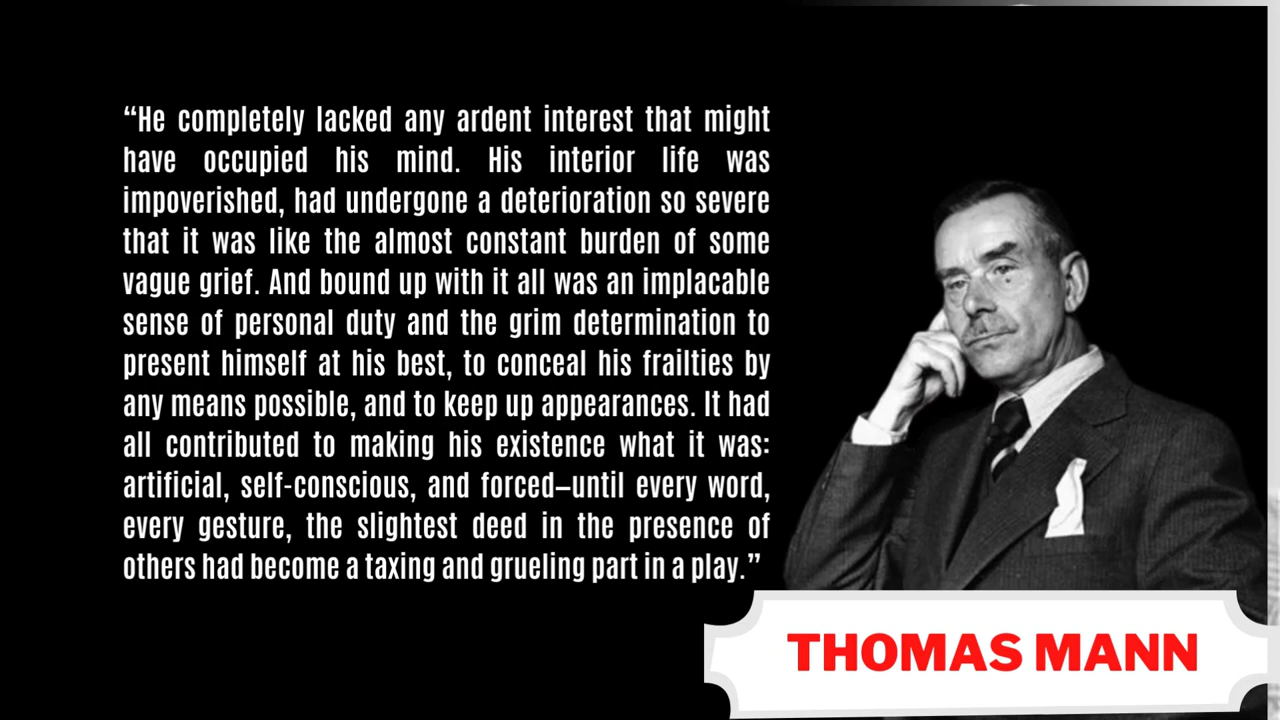 “He completely lacked any ardent interest that might
have occupied his mind. His interior life was
impoverished, had undergone a deterioration so severe
that it was like the almost constant burden of some
vague grief. And bound up with it all was an implacable
sense of personal duty and the grim determination to
present himself at his best, to conceal his frailties by
any means possible, and to keep up appearances. It had
all contributed to making his existence what it was:
artificial, self-conscious, and forced—until every word,
every gesture, the slightest deed in the presence of
others had become a taxing and grueling part in a play.”
THOMAS MANN